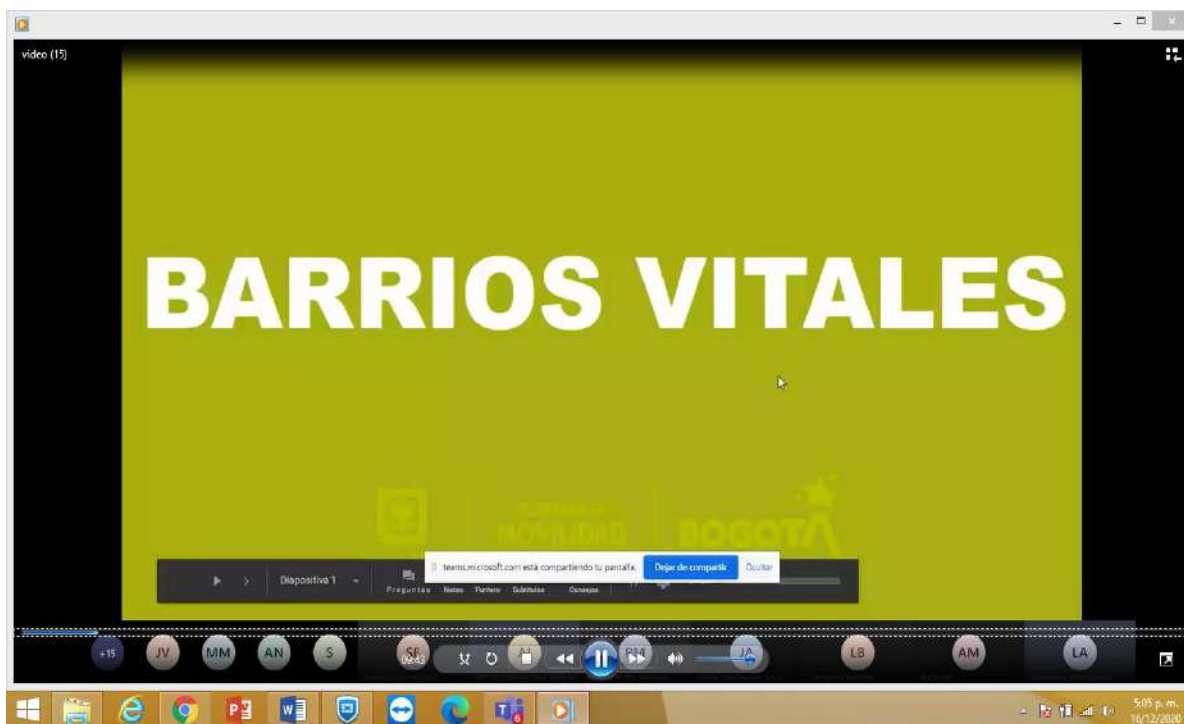 video (15)
BARRIOS VITALES
MOVILIDAD
BOGOTÁ
teams.microsoft.com está compartiendo tu pantalla.
Dejar de compartir
Ocultar
Diapositiva 1
Preguntas
Notas
Puntero
Subtítulos
Consejos
+15
JV
MM
AN
S
09:43
JA
LB
AM
LA
5:05 p. m.
16/12/2020